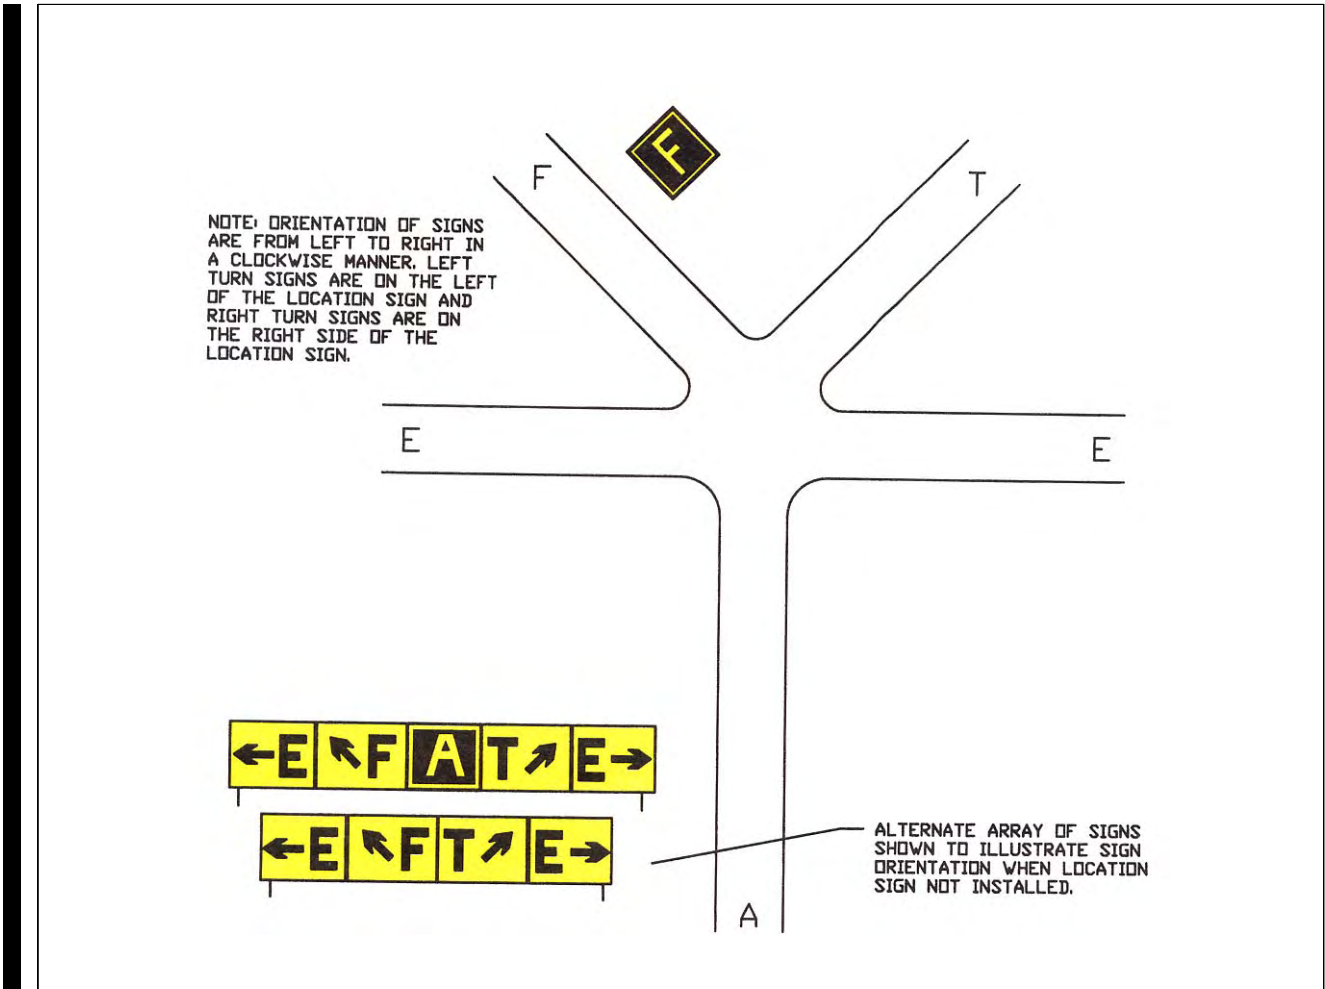 F
F
T
NOTE: ORIENTATION OF SIGNS
ARE FROM LEFT TO RIGHT IN
A CLOCKWISE MANNER. LEFT
TURN SIGNS ARE ON THE LEFT
OF THE LOCATION SIGN AND
RIGHT TURN SIGNS ARE ON
THE RIGHT SIDE OF THE
LOCATION SIGN.
E
E
←E ↖F A T↗ E→
←E ↖F T↗ E→
ALTERNATE ARRAY OF SIGNS
SHOWN TO ILLUSTRATE SIGN
ORIENTATION WHEN LOCATION
SIGN NOT INSTALLED.
A